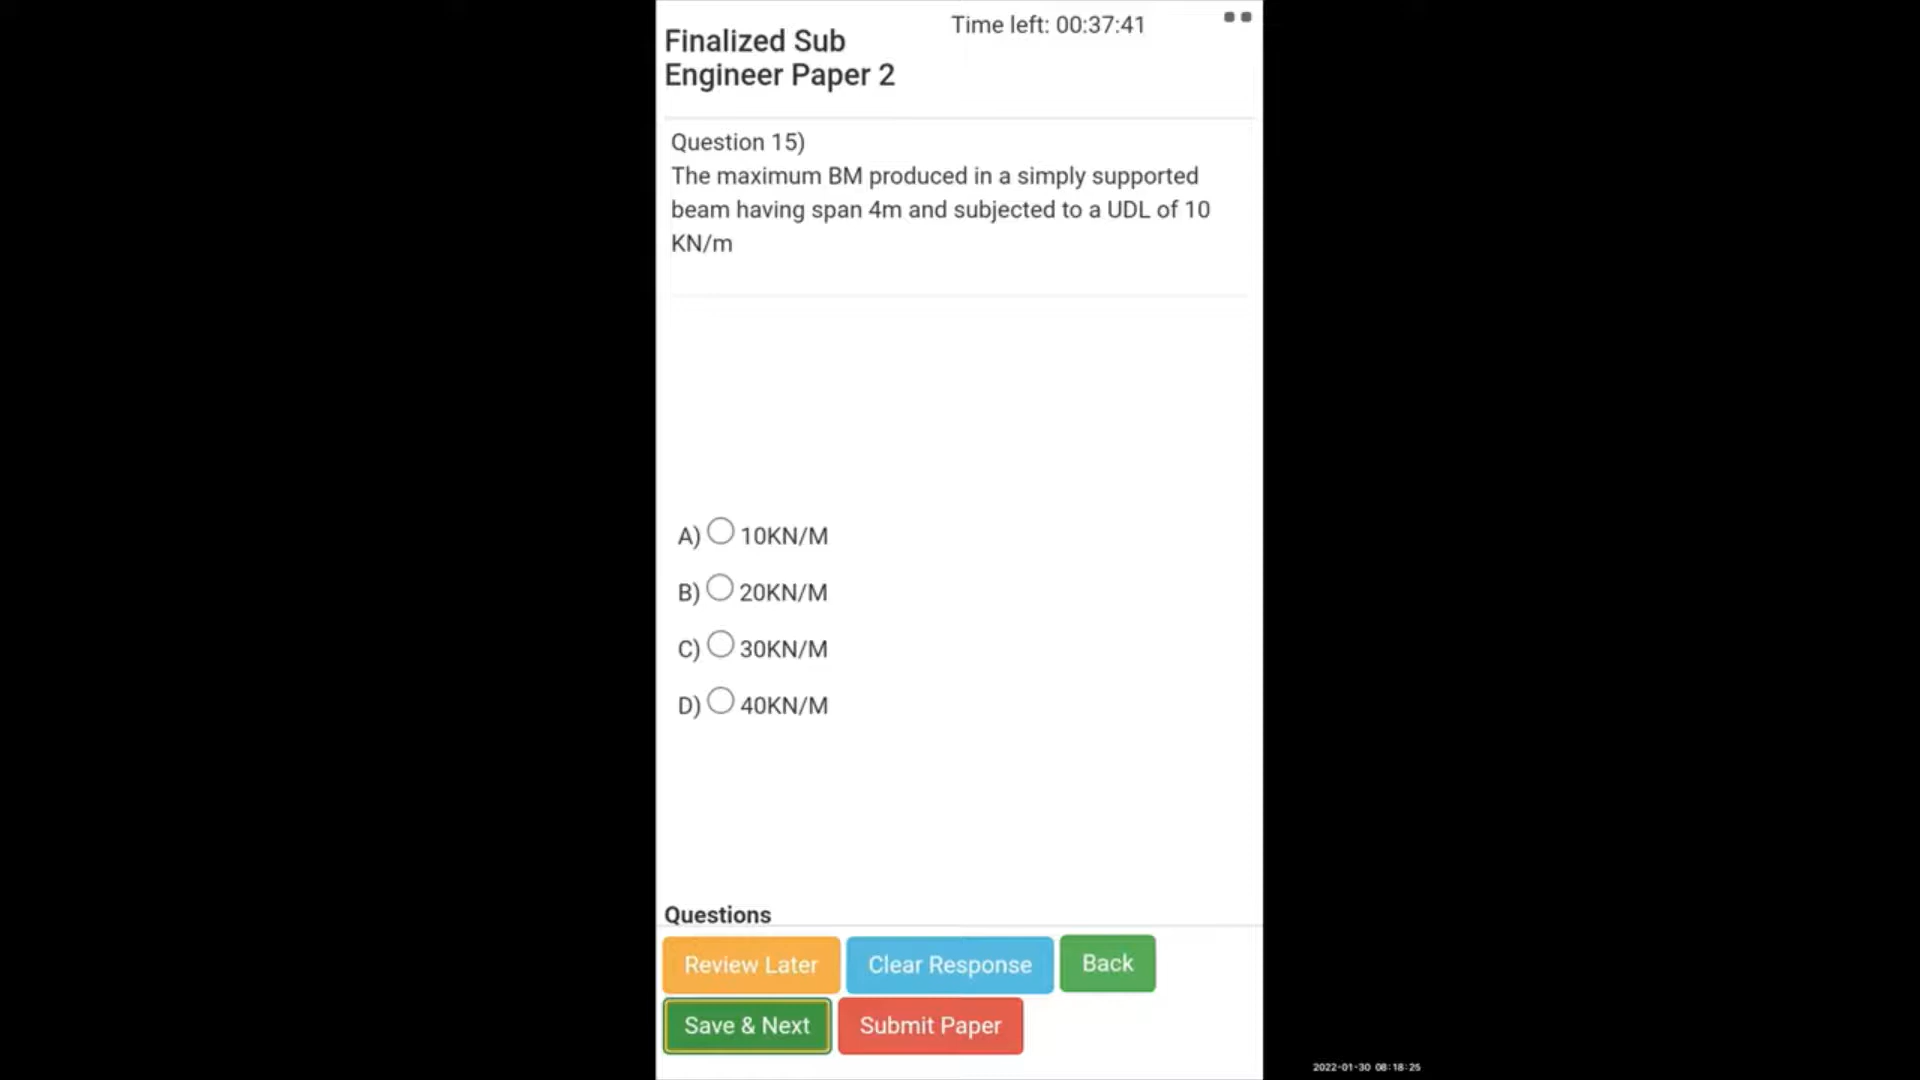 Time left: 00:37:41
Finalized Sub
Engineer Paper 2
Question 15)
The maximum BM produced in a simply supported
beam having span 4m and subjected to a UDL of 10
KN/m
A) 10KN/M
B) 20KN/M
C) 30KN/M
D) 40KN/M
Questions
Review Later Clear Response Back
Save & Next Submit Paper
2022-01-30 08:18:25